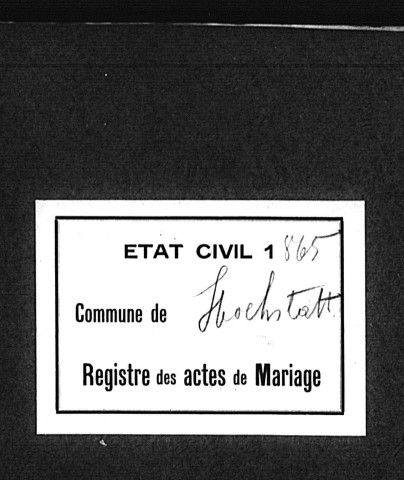 ETAT CIVIL 1865
Commune de Hochstatt
Registre des actes de Mariage